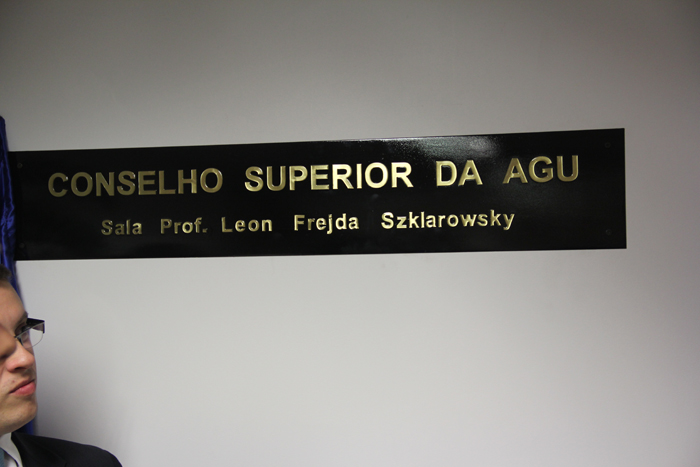 CONSELHO SUPERIOR DA AGU
Sala Prof. Leon Frejda Szklarowsky